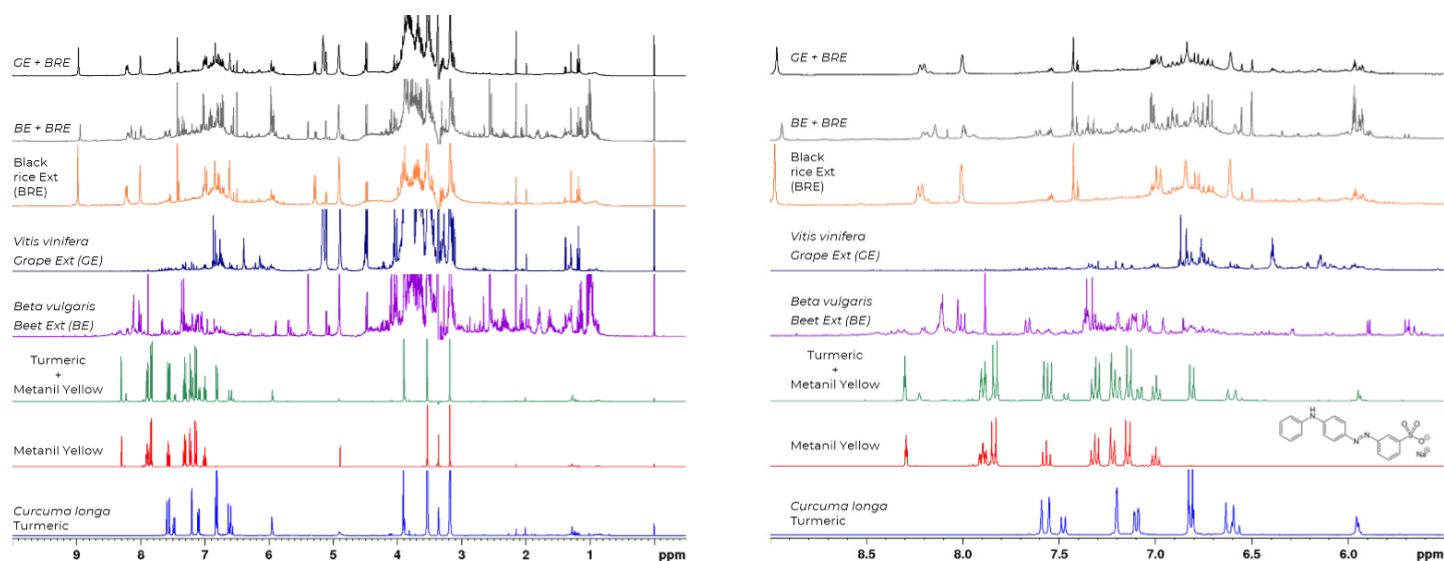 GE + BRE
BE + BRE
Black
rice Ext
(BRE)
Vitis vinifera
Grape Ext (GE)
Beta vulgaris
Beet Ext (BE)
Turmeric
+
Metanil Yellow
Metanil Yellow
Curcuma longa
Turmeric
9 8 7 6 5 4 3 2 1 ppm
GE + BRE
BE + BRE
Black
rice Ext
(BRE)
Vitis vinifera
Grape Ext (GE)
Beta vulgaris
Beet Ext (BE)
Turmeric
+
Metanil Yellow
Metanil Yellow
H
N
N
N
O O
S
O⊖
Na⊕
Curcuma longa
Turmeric
8.5 8.0 7.5 7.0 6.5 6.0 ppm